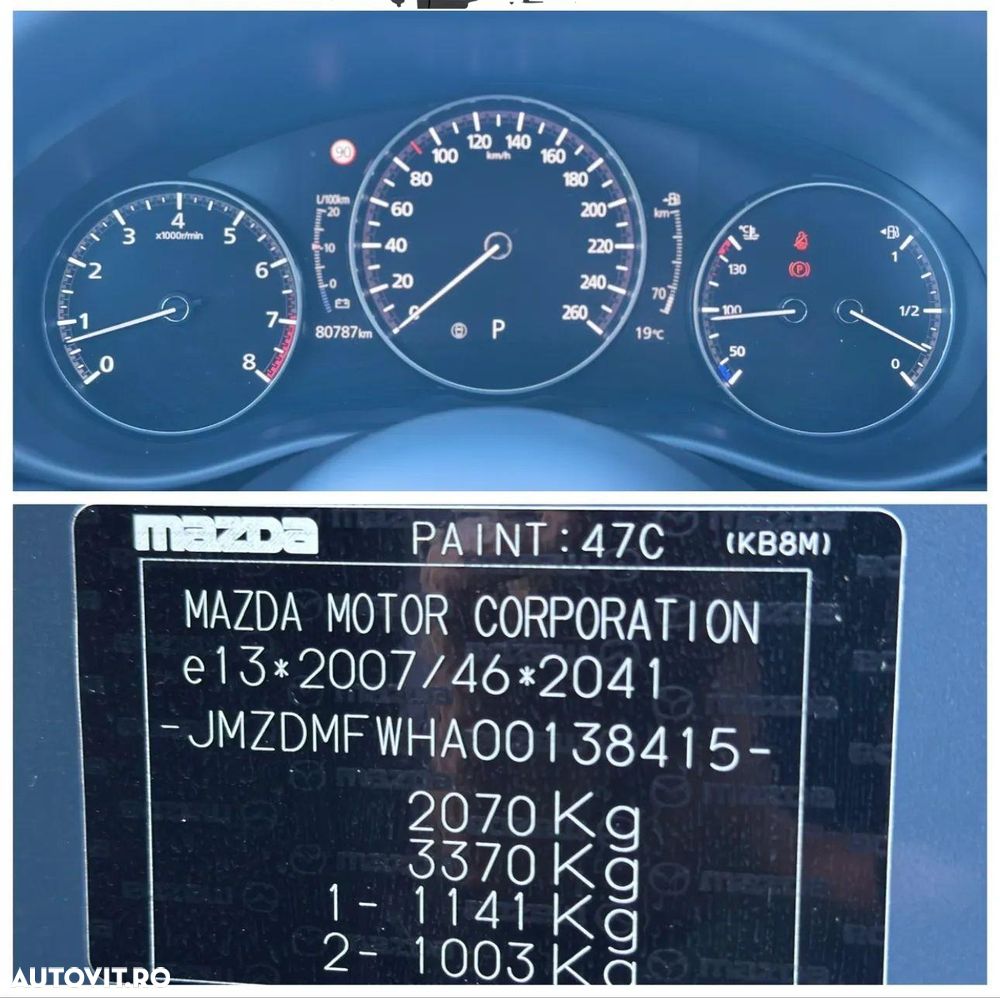 90
0 20 40 60 80 100 120 140 160 180 200 220 240 260
km/h
0 1 2 3 4 5 6 7 8
x1000r/min
L/100km
20
10
0
80787km
P
km
70
19°C
°C
130
100
50
P
1
1/2
0
mazda PAINT:47C (KB8M)
MAZDA MOTOR CORPORATION
e13*2007/46*2041
-JMZDMFWHA00138415-
2070Kg
3370Kg
1- 1141Kg
2- 1003Kg
AUTOVIT.RO